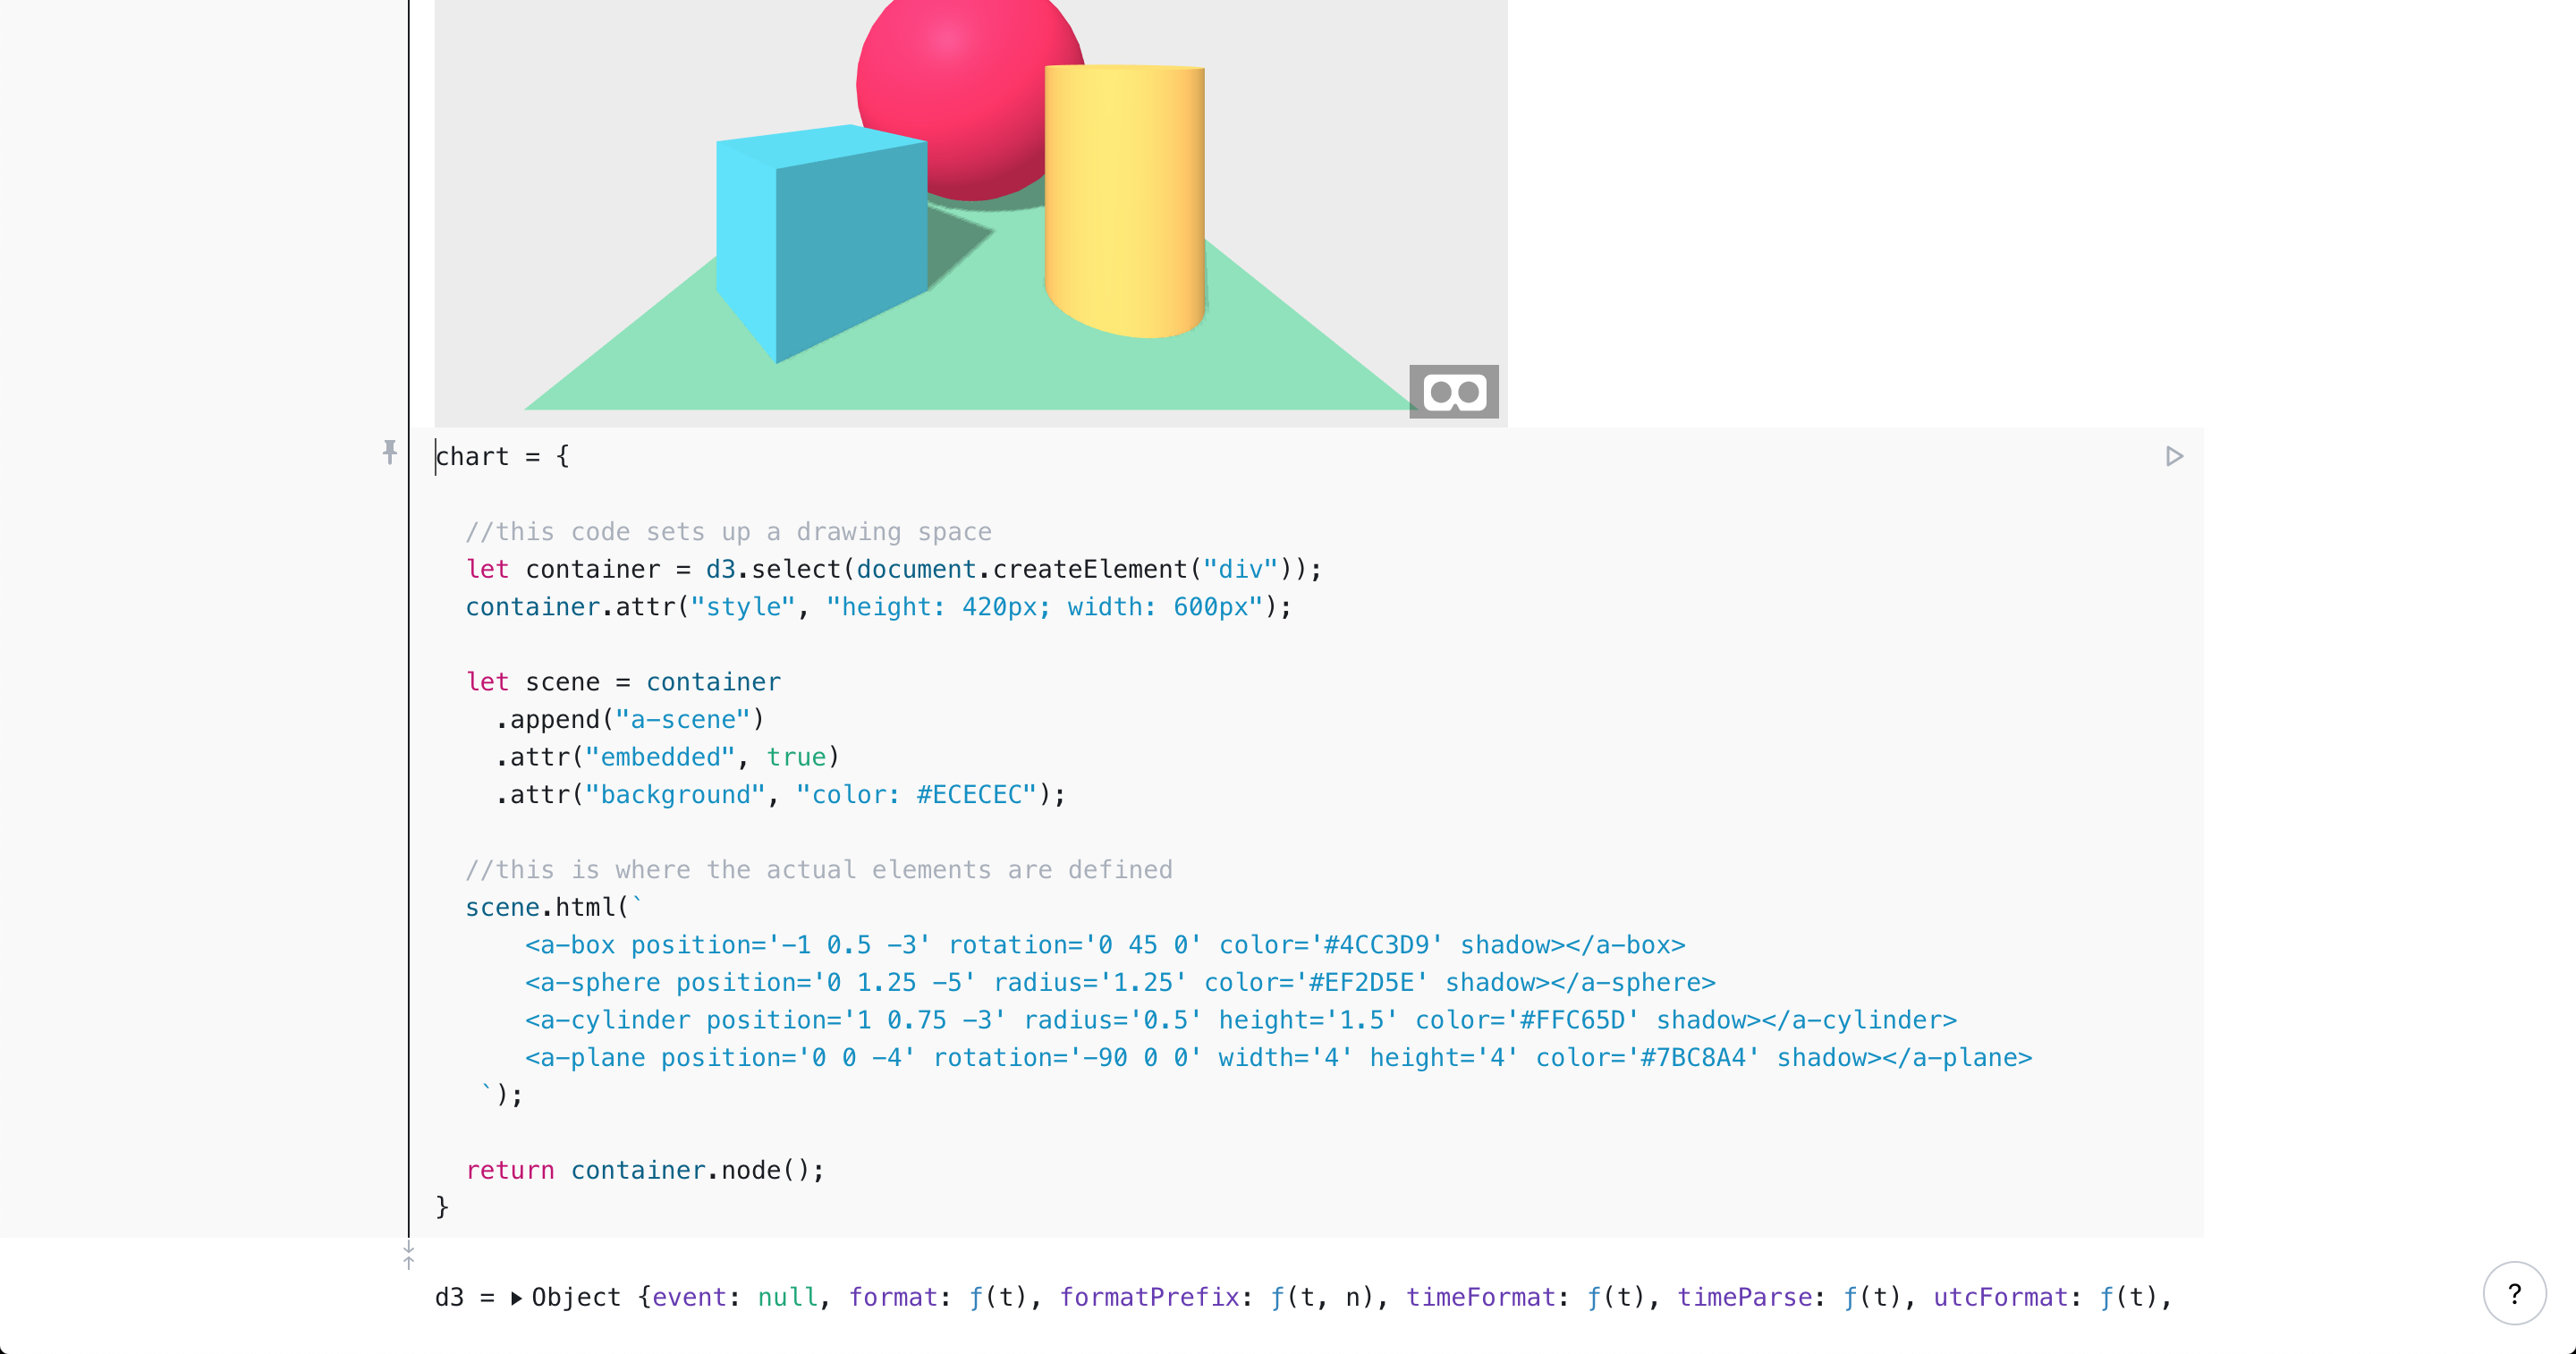 chart = {
//this code sets up a drawing space
let container = d3.select(document.createElement("div"));
container.attr("style", "height: 420px; width: 600px");
let scene = container
.append("a-scene")
.attr("embedded", true)
.attr("background", "color: #ECECEC");
//this is where the actual elements are defined
scene.html(`
<a-box position='-1 0.5 -3' rotation='0 45 0' color='#4CC3D9' shadow></a-box>
<a-sphere position='0 1.25 -5' radius='1.25' color='#EF2D5E' shadow></a-sphere>
<a-cylinder position='1 0.75 -3' radius='0.5' height='1.5' color='#FFC65D' shadow></a-cylinder>
<a-plane position='0 0 -4' rotation='-90 0 0' width='4' height='4' color='#7BC8A4' shadow></a-plane>
`);
return container.node();
}
d3 = ▸ Object {event: null, format: ƒ(t), formatPrefix: ƒ(t, n), timeFormat: ƒ(t), timeParse: ƒ(t), utcFormat: ƒ(t),
?